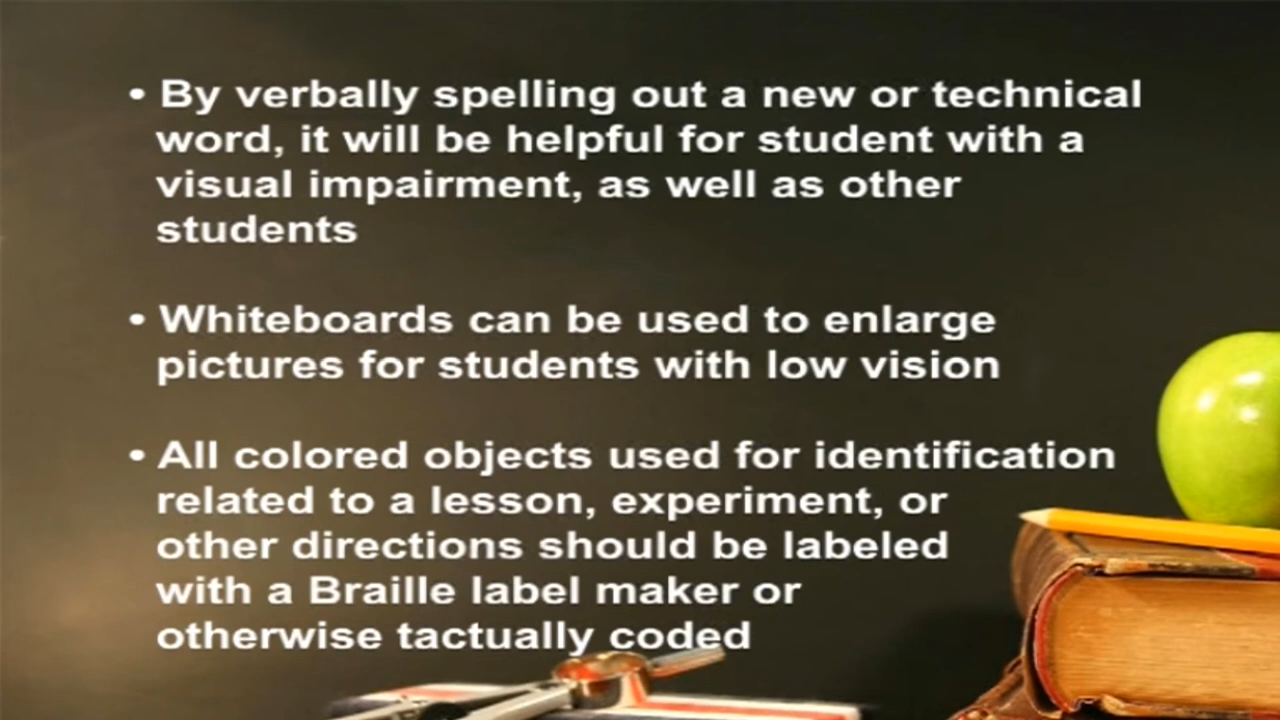 • By verbally spelling out a new or technical
word, it will be helpful for student with a
visual impairment, as well as other
students
• Whiteboards can be used to enlarge
pictures for students with low vision
• All colored objects used for identification
related to a lesson, experiment, or
other directions should be labeled
with a Braille label maker or
otherwise tactually coded